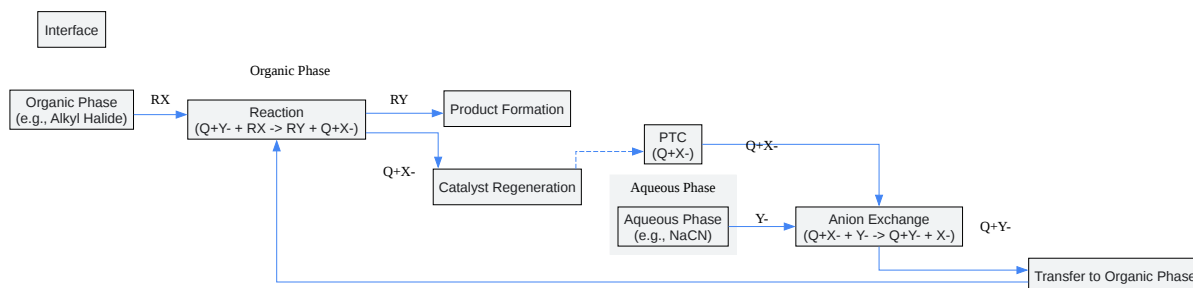 Interface
Organic Phase
Organic Phase
(e.g., Alkyl Halide)
RX
Reaction
(Q+Y- + RX -> RY + Q+X-)
RY
Product Formation
Q+X-
Catalyst Regeneration
PTC
(Q+X-)
Q+X-
Aqueous Phase
Aqueous Phase
(e.g., NaCN)
Y-
Anion Exchange
(Q+X- + Y- -> Q+Y- + X-)
Q+Y-
Transfer to Organic Phase